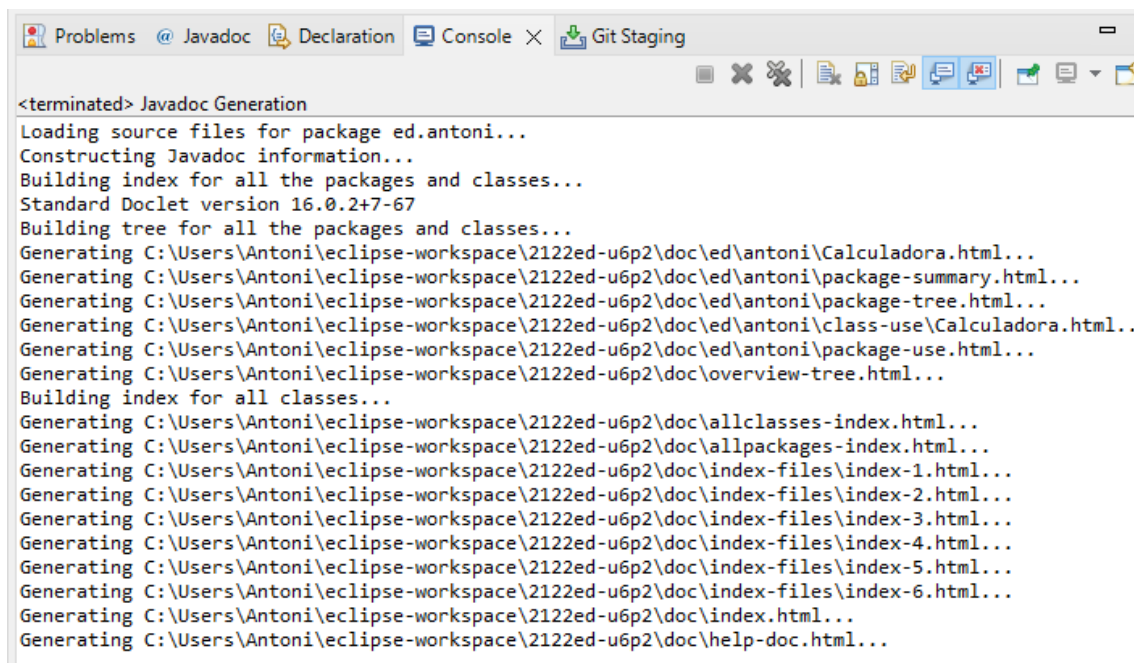 Problems @ Javadoc Declaration Console Git Staging
<terminated> Javadoc Generation
Loading source files for package ed.antoni...
Constructing Javadoc information...
Building index for all the packages and classes...
Standard Doclet version 16.0.2+7-67
Building tree for all the packages and classes...
Generating C:\Users\Antoni\eclipse-workspace\2122ed-u6p2\doc\ed\antoni\Calculadora.html...
Generating C:\Users\Antoni\eclipse-workspace\2122ed-u6p2\doc\ed\antoni\package-summary.html...
Generating C:\Users\Antoni\eclipse-workspace\2122ed-u6p2\doc\ed\antoni\package-tree.html...
Generating C:\Users\Antoni\eclipse-workspace\2122ed-u6p2\doc\ed\antoni\class-use\Calculadora.html..
Generating C:\Users\Antoni\eclipse-workspace\2122ed-u6p2\doc\ed\antoni\package-use.html...
Generating C:\Users\Antoni\eclipse-workspace\2122ed-u6p2\doc\overview-tree.html...
Building index for all classes...
Generating C:\Users\Antoni\eclipse-workspace\2122ed-u6p2\doc\allclasses-index.html...
Generating C:\Users\Antoni\eclipse-workspace\2122ed-u6p2\doc\allpackages-index.html...
Generating C:\Users\Antoni\eclipse-workspace\2122ed-u6p2\doc\index-files\index-1.html...
Generating C:\Users\Antoni\eclipse-workspace\2122ed-u6p2\doc\index-files\index-2.html...
Generating C:\Users\Antoni\eclipse-workspace\2122ed-u6p2\doc\index-files\index-3.html...
Generating C:\Users\Antoni\eclipse-workspace\2122ed-u6p2\doc\index-files\index-4.html...
Generating C:\Users\Antoni\eclipse-workspace\2122ed-u6p2\doc\index-files\index-5.html...
Generating C:\Users\Antoni\eclipse-workspace\2122ed-u6p2\doc\index-files\index-6.html...
Generating C:\Users\Antoni\eclipse-workspace\2122ed-u6p2\doc\index.html...
Generating C:\Users\Antoni\eclipse-workspace\2122ed-u6p2\doc\help-doc.html...